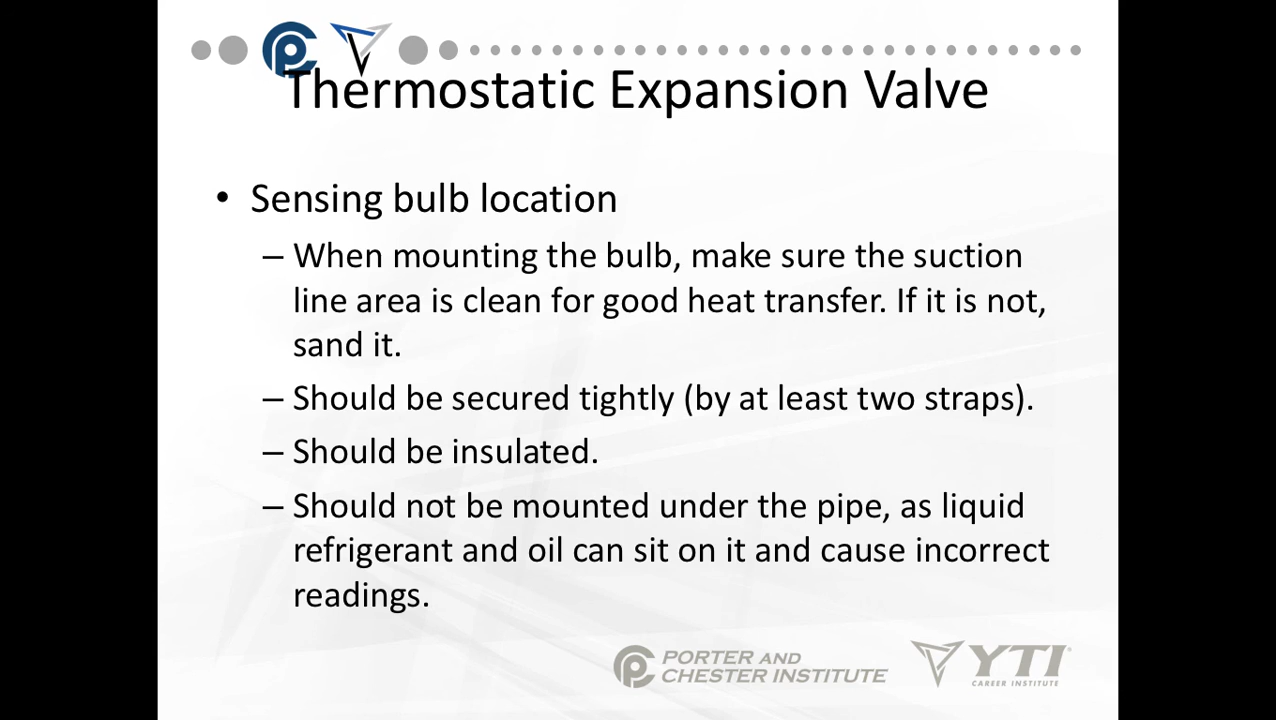 Thermostatic Expansion Valve
• Sensing bulb location
– When mounting the bulb, make sure the suction
line area is clean for good heat transfer. If it is not,
sand it.
– Should be secured tightly (by at least two straps).
– Should be insulated.
– Should not be mounted under the pipe, as liquid
refrigerant and oil can sit on it and cause incorrect
readings.
PORTER AND
CHESTER INSTITUTE
YTI
CAREER INSTITUTE